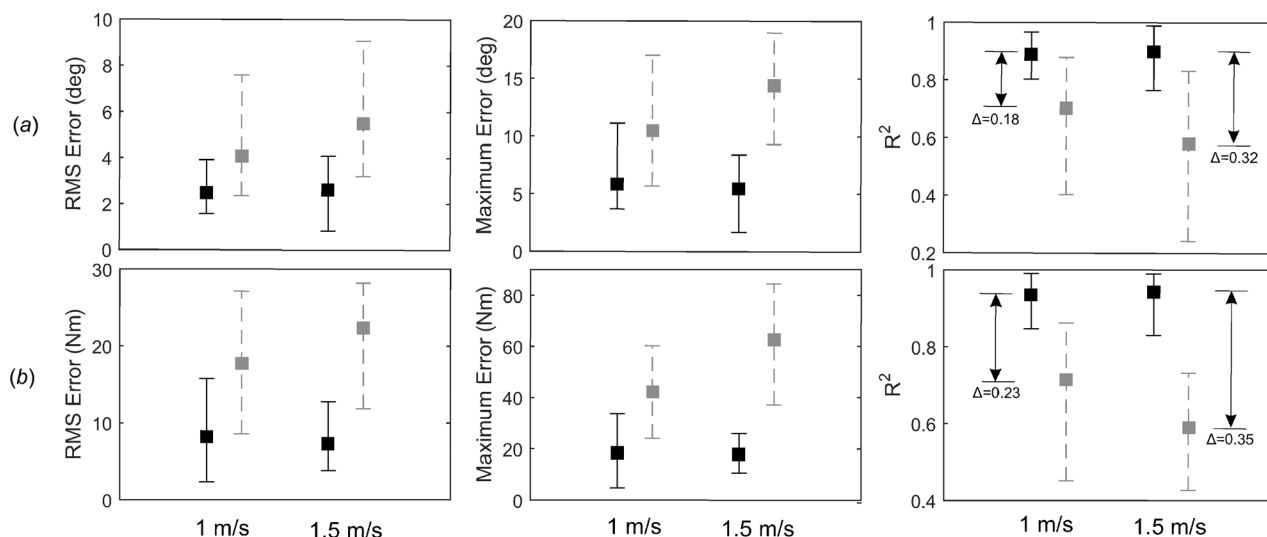 (a)
RMS Error (deg)
10
8
6
4
2
0
Maximum Error (deg)
20
15
10
5
0
R2
1
0.8
0.6
0.4
0.2
Δ=0.18
Δ=0.32
(b)
RMS Error (Nm)
30
20
10
0
1 m/s
1.5 m/s
Maximum Error (Nm)
80
60
40
20
0
1 m/s
1.5 m/s
R2
1
0.8
0.6
0.4
Δ=0.23
Δ=0.35
1 m/s
1.5 m/s